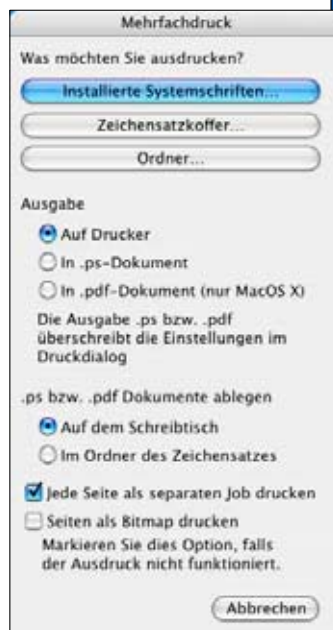 Mehrfachdruck
Was möchten Sie ausdrucken?
Installierte Systemschriften...
Zeichensatzkoffer...
Ordner...
Ausgabe
Auf Drucker
In .ps-Dokument
In .pdf-Dokument (nur MacOS X)
Die Ausgabe .ps bzw. .pdf
überschreibt die Einstellungen im
Druckdialog
.ps bzw. .pdf Dokumente ablegen
Auf dem Schreibtisch
Im Ordner des Zeichensatzes
Jede Seite als separaten Job drucken
Seiten als Bitmap drucken
Markieren Sie dies Option, falls
der Ausdruck nicht funktioniert.
Abbrechen